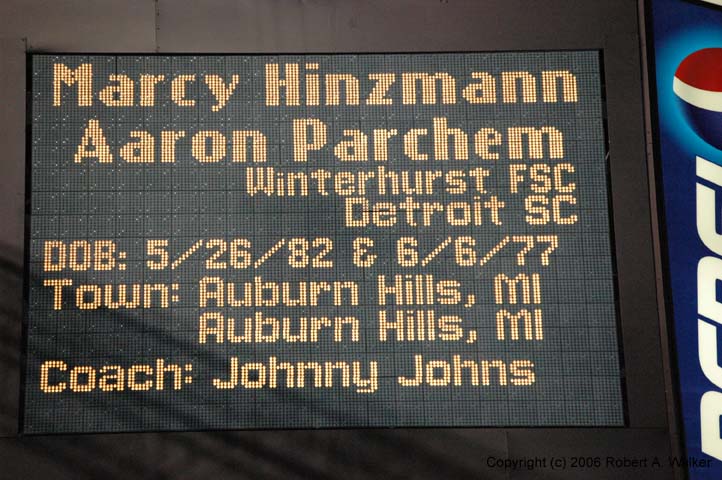 Marcy Hinzmann
Aaron Parchem
Winterhurst FSC
Detroit SC
DOB: 5/26/82 & 6/6/77
Town: Auburn Hills, MI
Auburn Hills, MI
Coach: Johnny Johns
PEPSI
Copyright (c) 2006 Robert A. Walker